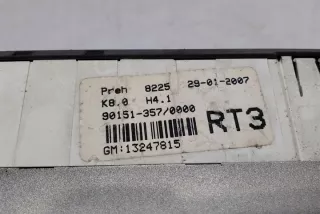 Preh 8225 29-01-2007
K8.0 H4.1
90151-357/0000
RT3
GM:13247815